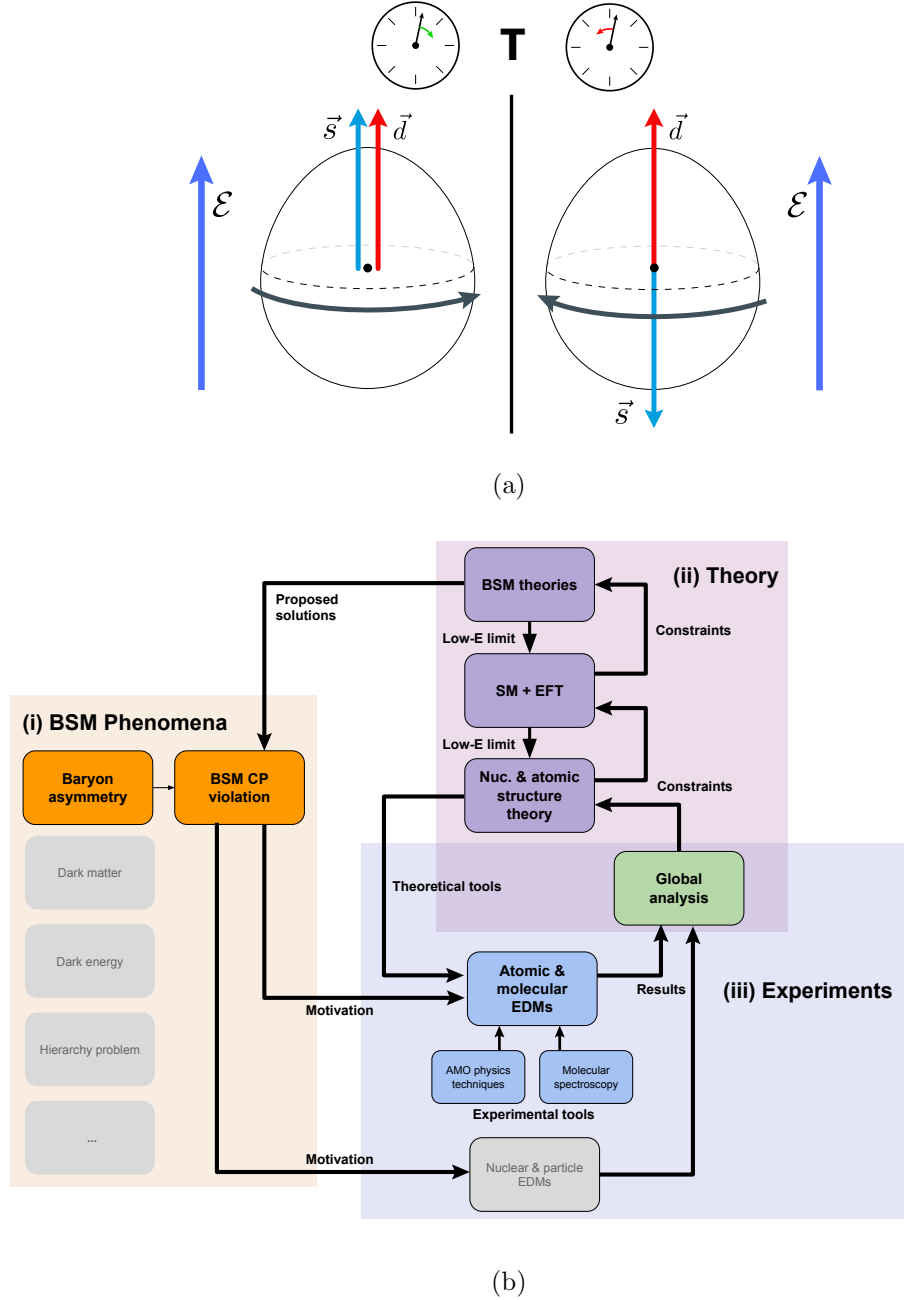 T
s⃗
d⃗
ℰ
d⃗
ℰ
s⃗
(a)
(ii) Theory
BSM theories
Proposed
solutions
Low-E limit
Constraints
SM + EFT
(i) BSM Phenomena
Low-E limit
Baryon
asymmetry
BSM CP
violation
Nuc. & atomic
structure
theory
Constraints
Dark matter
Theoretical tools
Global
analysis
Dark energy
Atomic &
molecular
EDMs
Results
(iii) Experiments
Motivation
Hierarchy problem
AMO physics
techniques
Molecular
spectroscopy
Experimental tools
...
Motivation
Nuclear & particle
EDMs
(b)